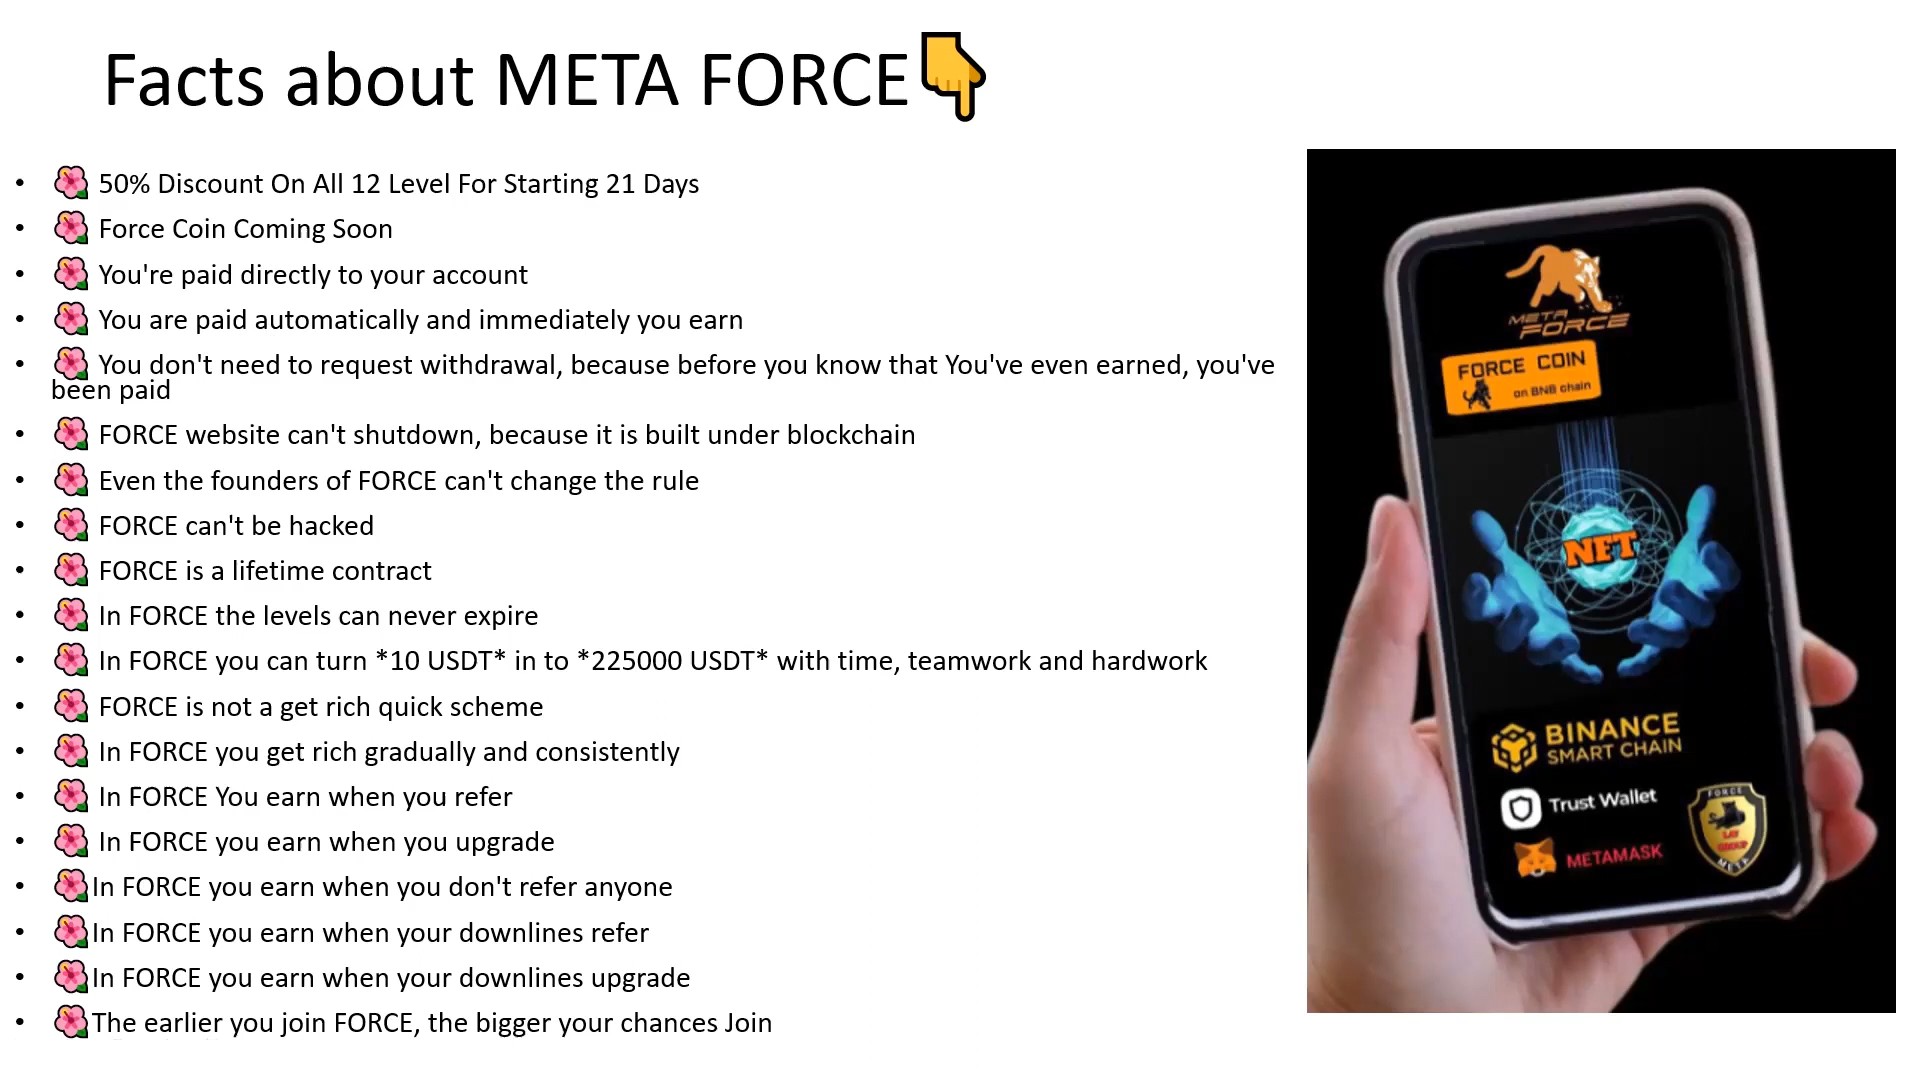 Facts about META FORCE👇
• 🌺 50% Discount On All 12 Level For Starting 21 Days
• 🌺 Force Coin Coming Soon
• 🌺 You're paid directly to your account
• 🌺 You are paid automatically and immediately you earn
• 🌺 You don't need to request withdrawal, because before you know that You've even earned, you've
been paid
• 🌺 FORCE website can't shutdown, because it is built under blockchain
• 🌺 Even the founders of FORCE can't change the rule
• 🌺 FORCE can't be hacked
• 🌺 FORCE is a lifetime contract
• 🌺 In FORCE the levels can never expire
• 🌺 In FORCE you can turn *10 USDT* in to *225000 USDT* with time, teamwork and hardwork
• 🌺 FORCE is not a get rich quick scheme
• 🌺 In FORCE you get rich gradually and consistently
• 🌺 In FORCE You earn when you refer
• 🌺 In FORCE you earn when you upgrade
• 🌺In FORCE you earn when you don't refer anyone
• 🌺In FORCE you earn when your downlines refer
• 🌺In FORCE you earn when your downlines upgrade
• 🌺The earlier you join FORCE, the bigger your chances Join
META
FORCE
FORCE COIN
on BNB chain
NFT
BINANCE
SMART CHAIN
Trust Wallet
METAMASK
FORCE
GROUP
META